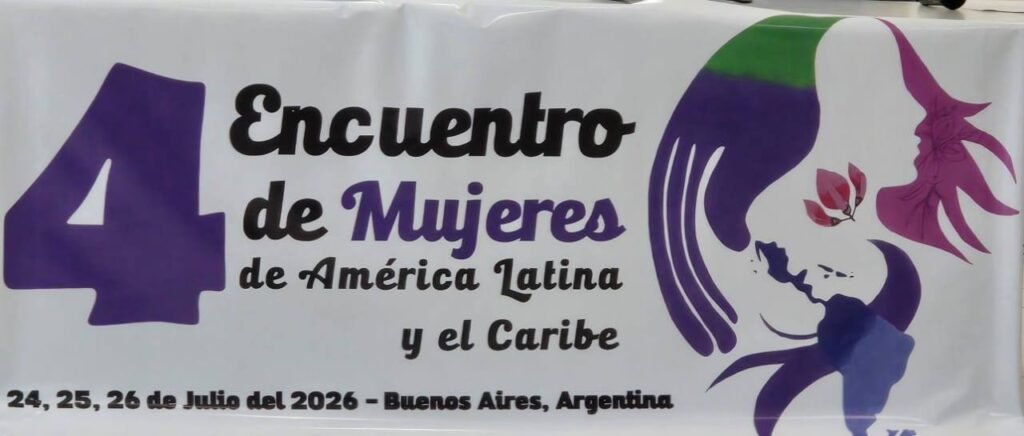 4 Encuentro
de Mujeres
de América Latina
y el Caribe
24, 25, 26 de Julio del 2026 - Buenos Aires, Argentina